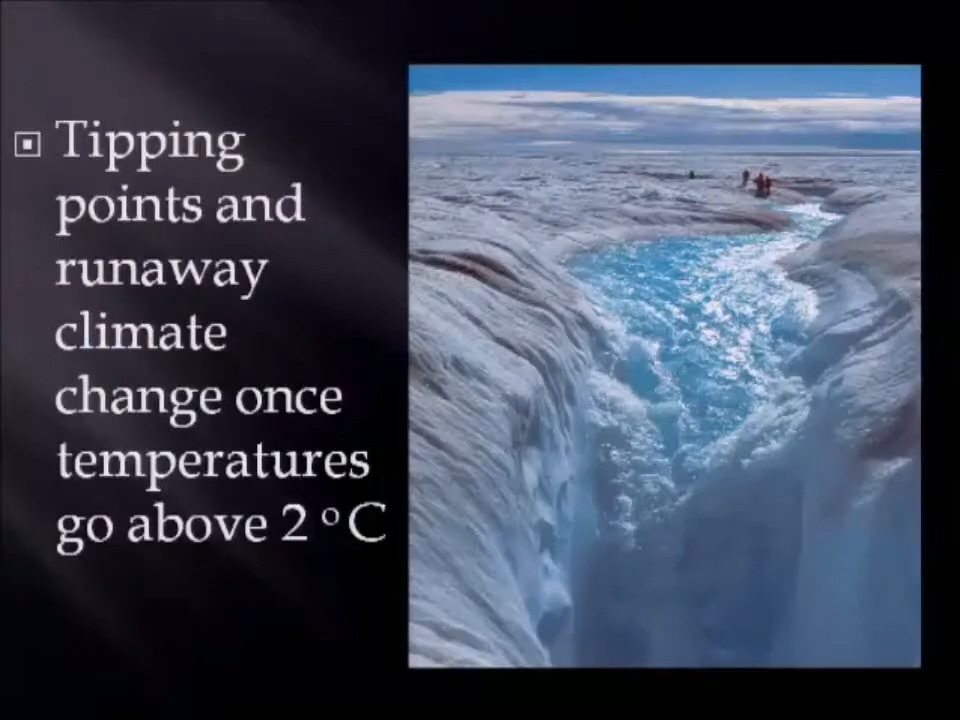 Tipping
points and
runaway
climate
change once
temperatures
go above 2 º C